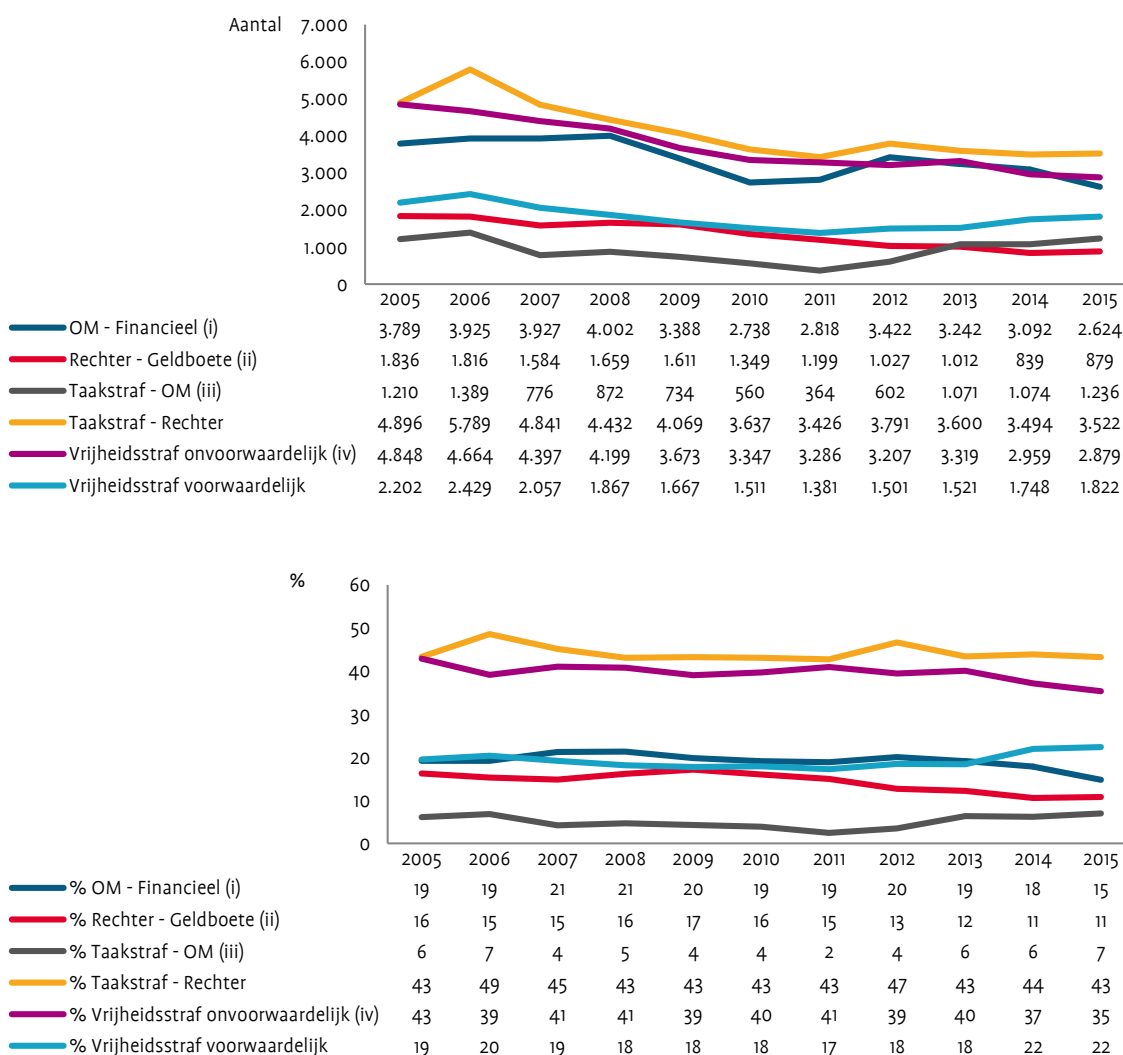 Aantal
7.000
6.000
5.000
4.000
3.000
2.000
1.000
0
2005 2006 2007 2008 2009 2010 2011 2012 2013 2014 2015
OM - Financieel (i) 3.789 3.925 3.927 4.002 3.388 2.738 2.818 3.422 3.242 3.092 2.624
Rechter - Geldboete (ii) 1.836 1.816 1.584 1.659 1.611 1.349 1.199 1.027 1.012 839 879
Taakstraf - OM (iii) 1.210 1.389 776 872 734 560 364 602 1.071 1.074 1.236
Taakstraf - Rechter 4.896 5.789 4.841 4.432 4.069 3.637 3.426 3.791 3.600 3.494 3.522
Vrijheidsstraf onvoorwaardelijk (iv) 4.848 4.664 4.397 4.199 3.673 3.347 3.286 3.207 3.319 2.959 2.879
Vrijheidsstraf voorwaardelijk 2.202 2.429 2.057 1.867 1.667 1.511 1.381 1.501 1.521 1.748 1.822
%
60
50
40
30
20
10
0
2005 2006 2007 2008 2009 2010 2011 2012 2013 2014 2015
% OM - Financieel (i) 19 19 21 21 20 19 19 20 19 18 15
% Rechter - Geldboete (ii) 16 15 15 16 17 16 15 13 12 11 11
% Taakstraf - OM (iii) 6 7 4 5 4 4 2 4 6 6 7
% Taakstraf - Rechter 43 49 45 43 43 43 43 47 43 44 43
% Vrijheidsstraf onvoorwaardelijk (iv) 43 39 41 41 39 40 41 39 40 37 35
% Vrijheidsstraf voorwaardelijk 19 20 19 18 18 18 17 18 18 22 22